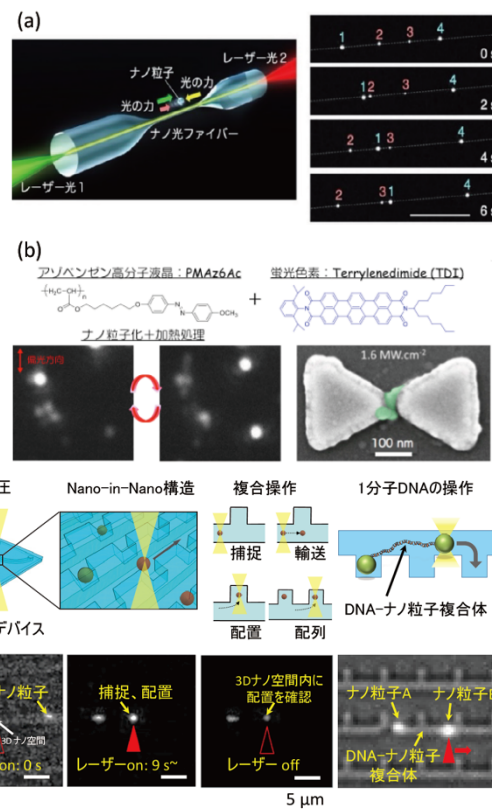 (a)
レーザー光2
ナノ粒子
光の力
光の力
ナノ光ファイバー
レーザー光1
1 2 3 4
0 s
1 2 3 4
2 s
2 1 3 4
4 s
2 3 1 4
6 s
(b)
アゾベンゼン高分子液晶:PMAz6Ac
+
蛍光色素:Terrylenedimide (TDI)
ナノ粒子化+加熱処理
偏光方向
1.6 MW.cm-2
100 nm
圧
Nano-in-Nano構造
複合操作
1分子DNAの操作
捕捉
輸送
デバイス
配置
配列
DNA-ナノ粒子複合体
ナノ粒子
3Dナノ空間
on: 0 s
捕捉、配置
レーザーon: 9 s~
3Dナノ空間内に
配置を確認
レーザー off
ナノ粒子A
ナノ粒子B
DNA-ナノ粒子
複合体
5 μm